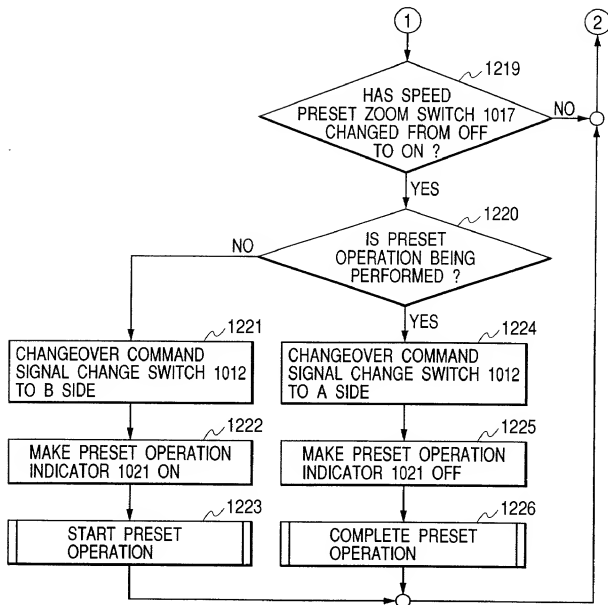 1
2
1219
HAS SPEED
PRESET ZOOM SWITCH 1017
CHANGED FROM OFF
TO ON ?
NO
YES
1220
IS PRESET
OPERATION BEING
PERFORMED ?
NO
YES
1221
CHANGEOVER COMMAND
SIGNAL CHANGE SWITCH 1012
TO B SIDE
1224
CHANGEOVER COMMAND
SIGNAL CHANGE SWITCH 1012
TO A SIDE
1222
MAKE PRESET OPERATION
INDICATOR 1021 ON
1225
MAKE PRESET OPERATION
INDICATOR 1021 OFF
1223
START PRESET
OPERATION
1226
COMPLETE PRESET
OPERATION